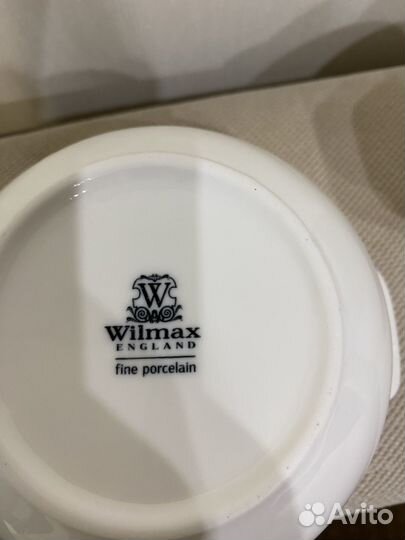 W
Wilmax
ENGLAND
fine porcelain
Avito